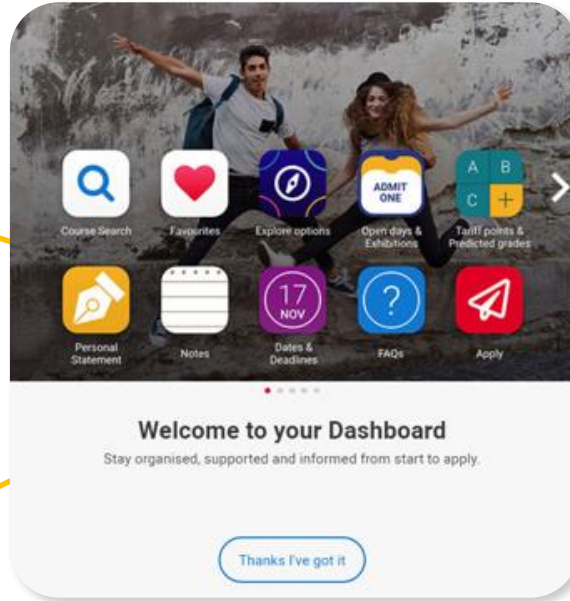 ADMIT
ONE
A B
C +
Course Search
Favourites
Explore options
Open days &
Exhibitions
Tariff points &
Predicted grades
17
NOV
?
Personal
Statement
Notes
Dates &
Deadlines
FAQs
Apply
Welcome to your Dashboard
Stay organised, supported and informed from start to apply.
Thanks I've got it